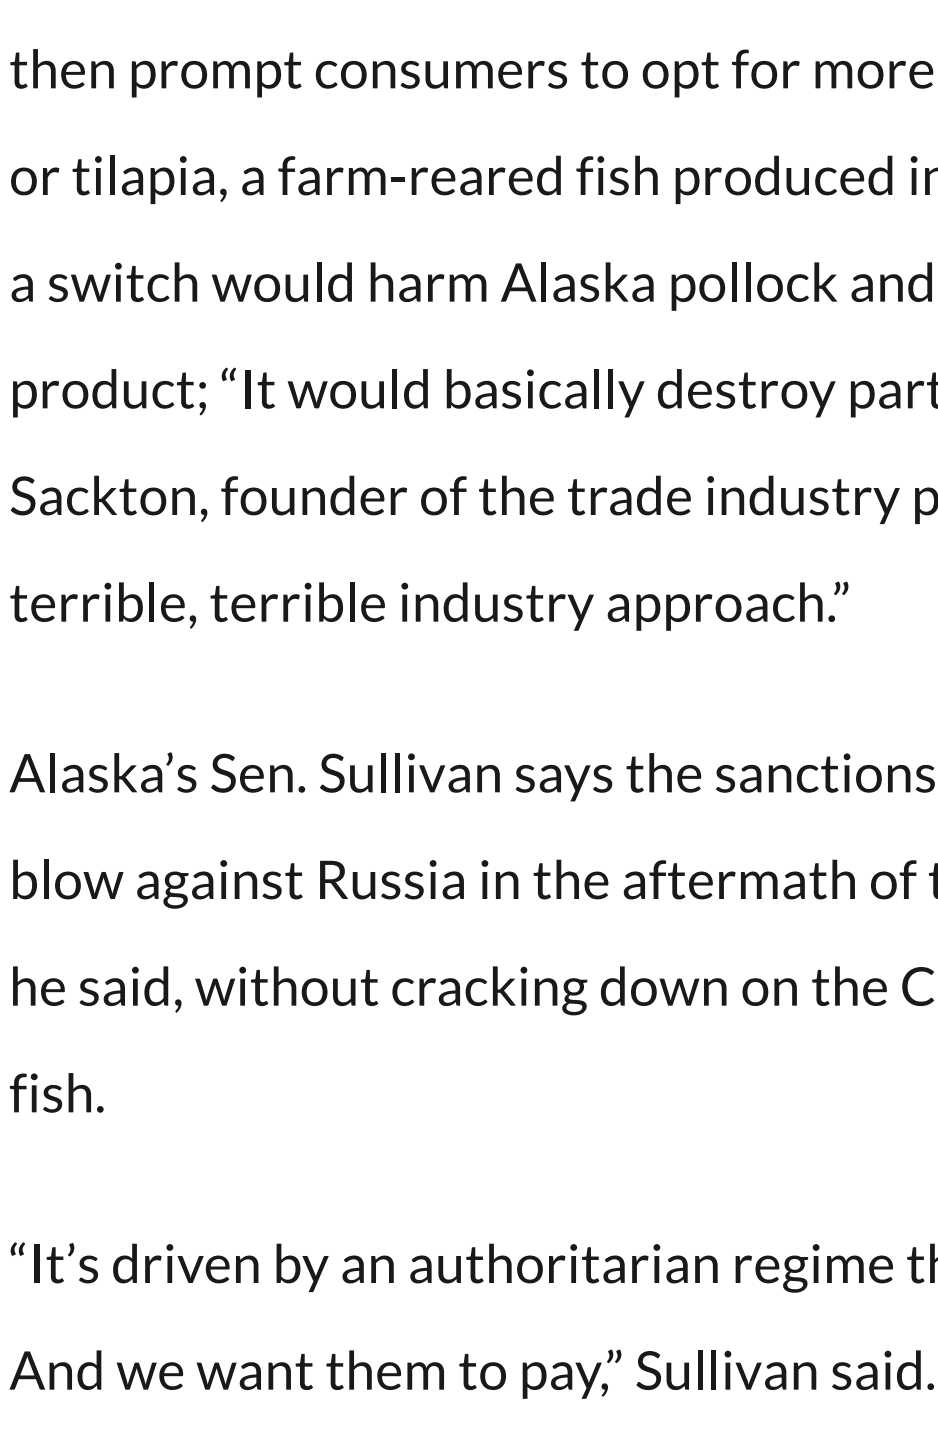 then prompt consumers to opt for more
or tilapia, a farm-reared fish produced
a switch would harm Alaska pollock and
product; “It would basically destroy
Sackton, founder of the trade industry
terrible, terrible industry approach.”
Alaska’s Sen. Sullivan says the sanctions
blow against Russia in the aftermath of
he said, without cracking down on the
fish.
“It’s driven by an authoritarian regime
And we want them to pay,” Sullivan said.